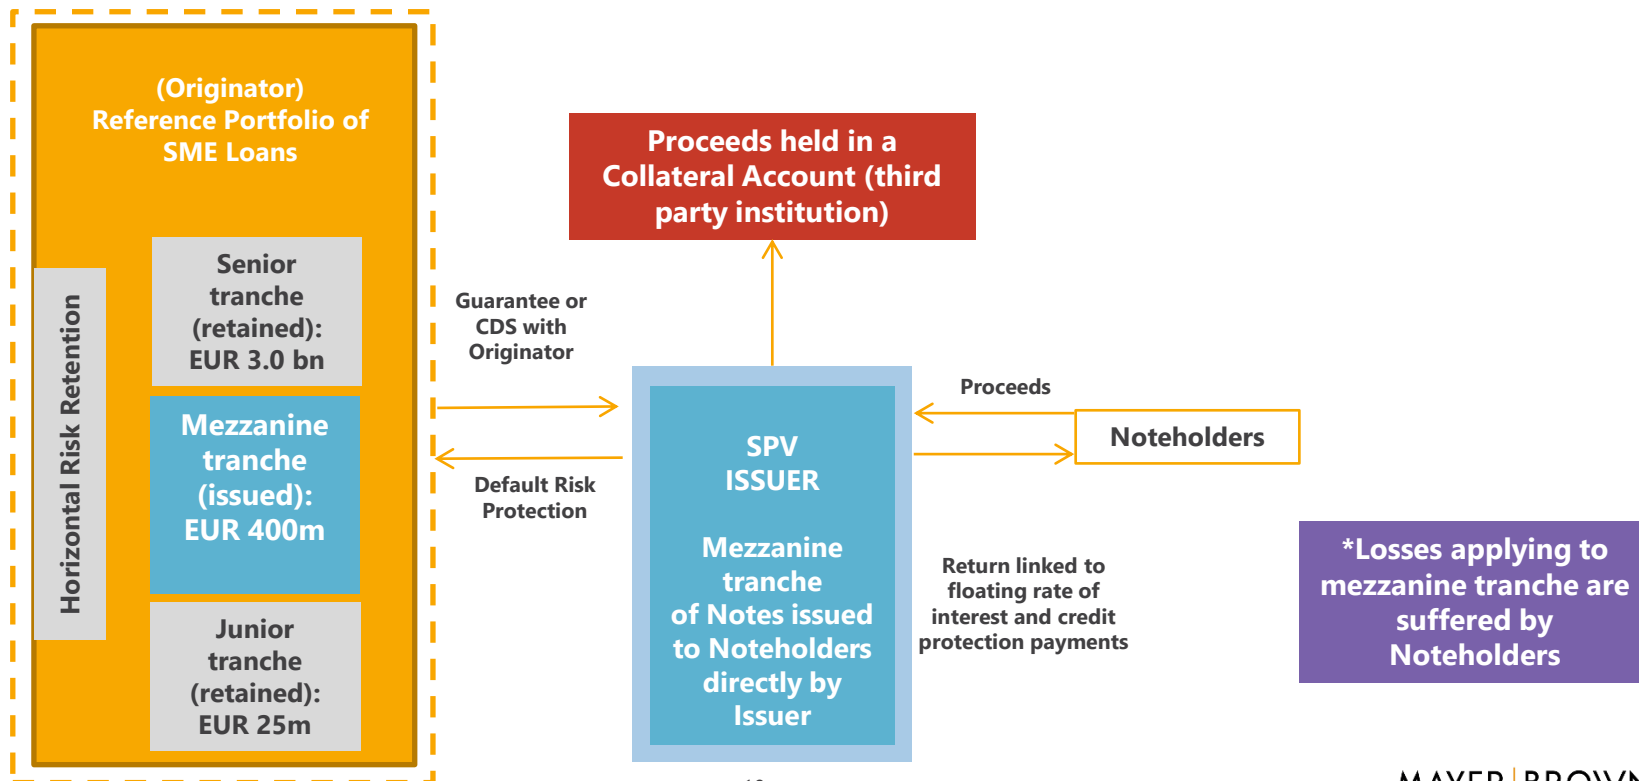 (Originator)
Reference Portfolio of
SME Loans
Horizontal Risk Retention
Senior
tranche
(retained):
EUR 3.0 bn
Mezzanine
tranche
(issued):
EUR 400m
Junior
tranche
(retained):
EUR 25m
Guarantee or
CDS with
Originator
Default Risk
Protection
Proceeds held in a
Collateral Account (third
party institution)
SPV
ISSUER
Mezzanine
tranche
of Notes issued
to Noteholders
directly by
Issuer
Proceeds
Noteholders
Return linked to
floating rate of
interest and credit
protection payments
*Losses applying to
mezzanine tranche are
suffered by
Noteholders
MAYER | BROWN